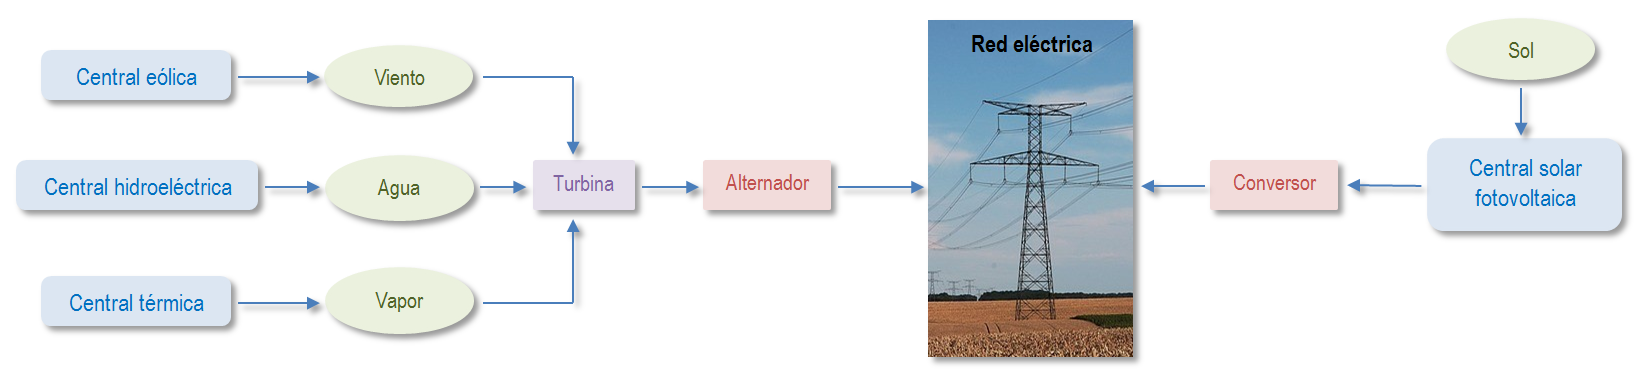 Central eólica
Viento
Central hidroeléctrica
Agua
Central térmica
Vapor
Turbina
Alternador
Red eléctrica
Conversor
Sol
Central solar
fotovoltaica